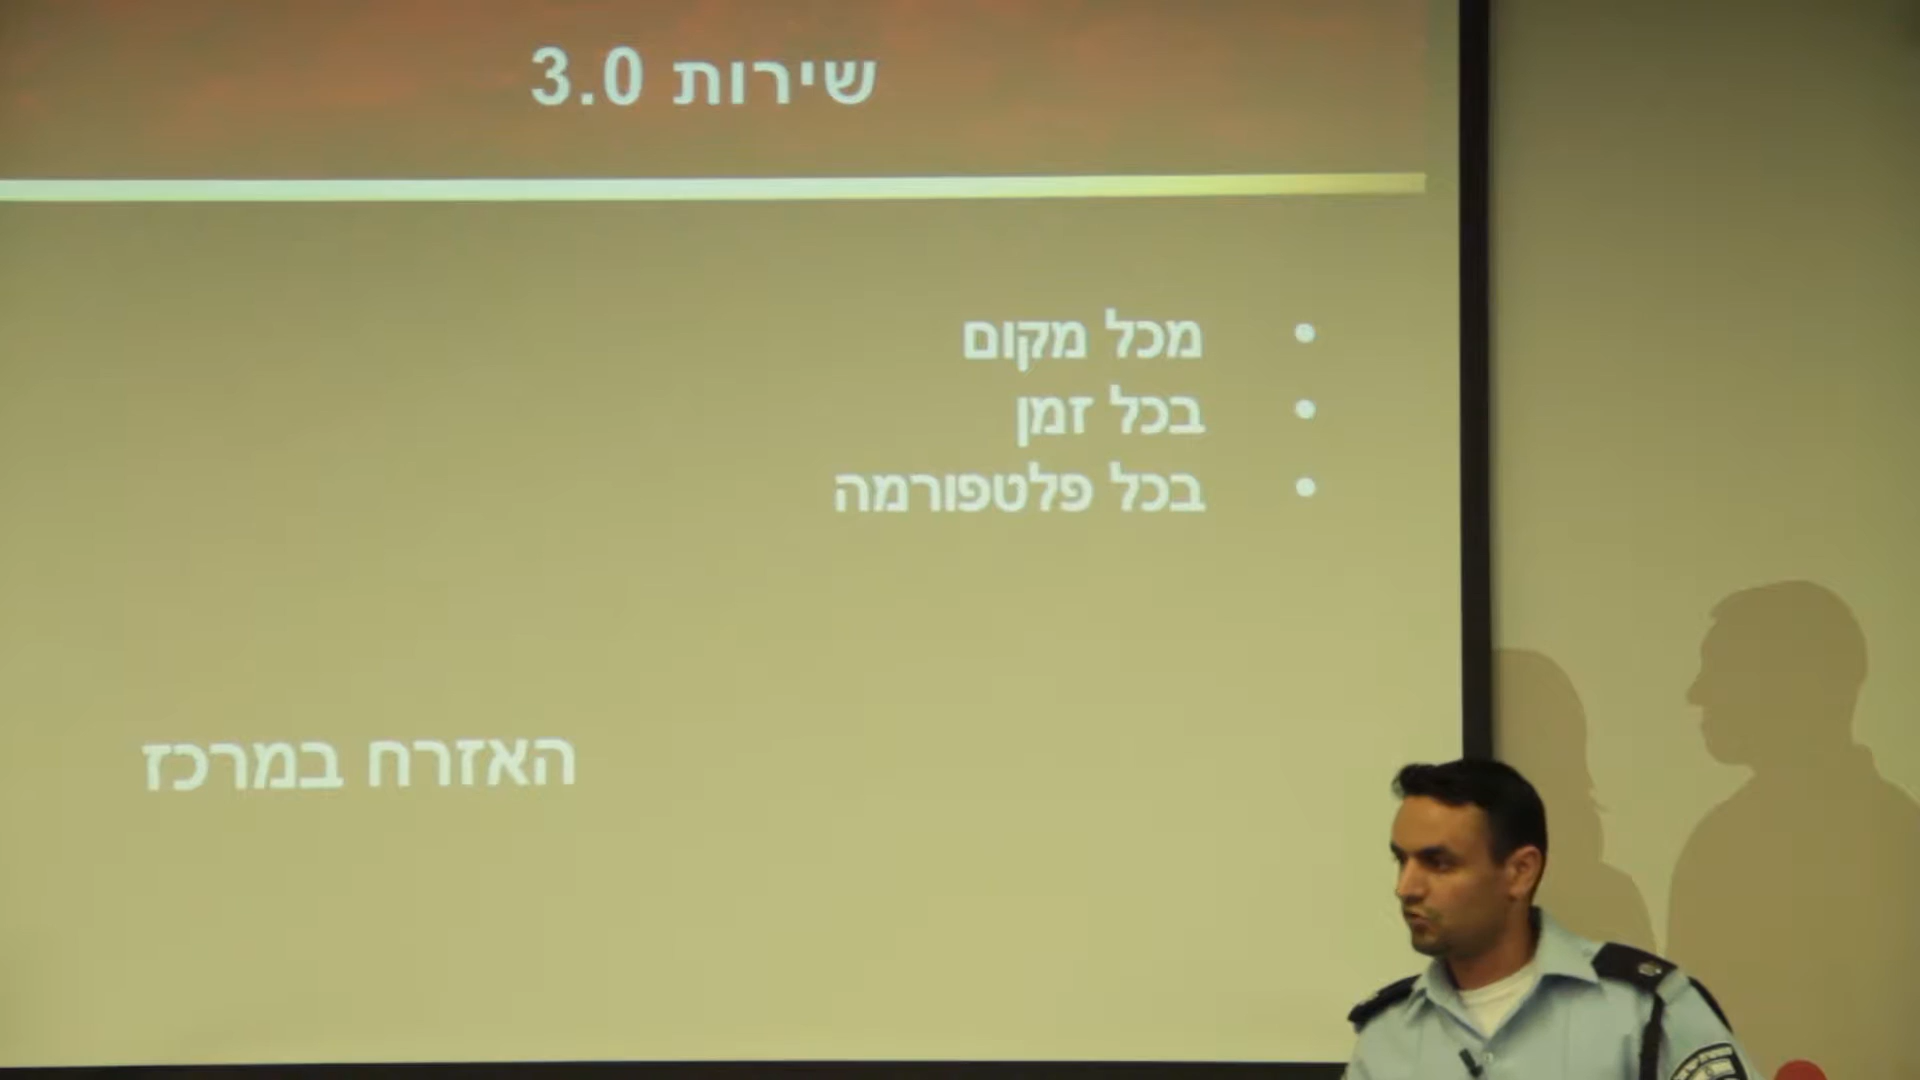 שירות 3.0
• מכל מקום
• בכל זמן
• בכל פלטפורמה
האזרח במרכז